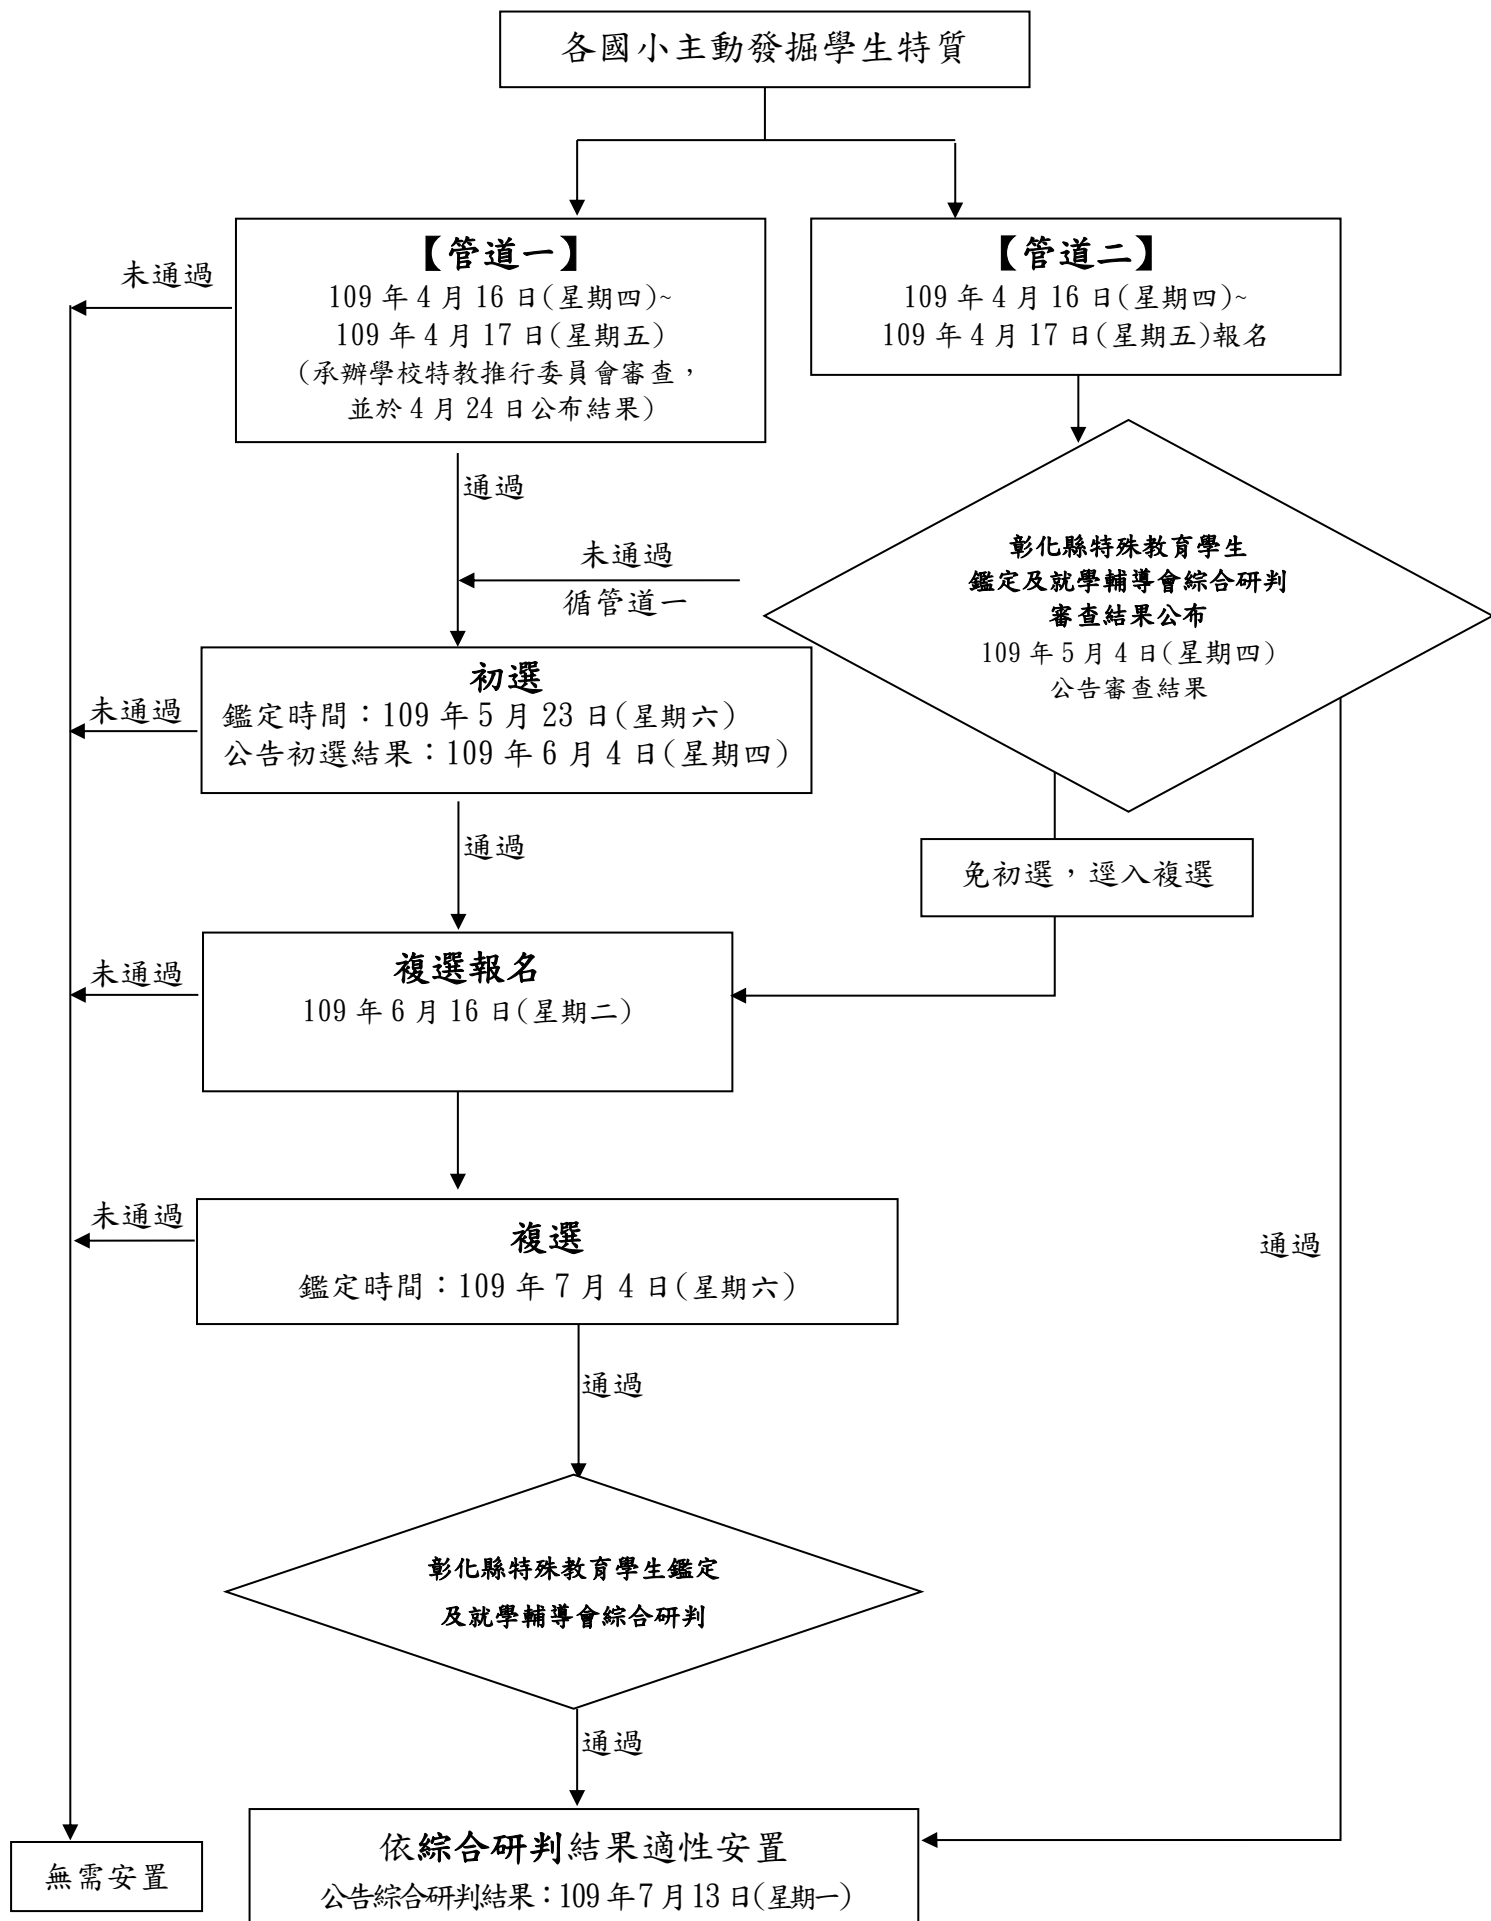 各國小主動發掘學生特質
【管道一】
109 年 4 月 16 日(星期四)~
109 年 4 月 17 日(星期五)
(承辦學校特教推行委員會審查，
並於 4 月 24 日公布結果)
【管道二】
109 年 4 月 16 日(星期四)~
109 年 4 月 17 日(星期五)報名
未通過
通過
未通過
循管道一
彰化縣特殊教育學生
鑑定及就學輔導會綜合研判
審查結果公布
109 年 5 月 4 日(星期四)
公告審查結果
初選
鑑定時間：109 年 5 月 23 日(星期六)
公告初選結果：109 年 6 月 4 日(星期四)
未通過
通過
免初選，逕入複選
複選報名
109 年 6 月 16 日(星期二)
未通過
未通過
複選
鑑定時間：109 年 7 月 4 日(星期六)
通過
通過
彰化縣特殊教育學生鑑定
及就學輔導會綜合研判
通過
依綜合研判結果適性安置
公告綜合研判結果：109 年 7 月 13 日(星期一)
無需安置